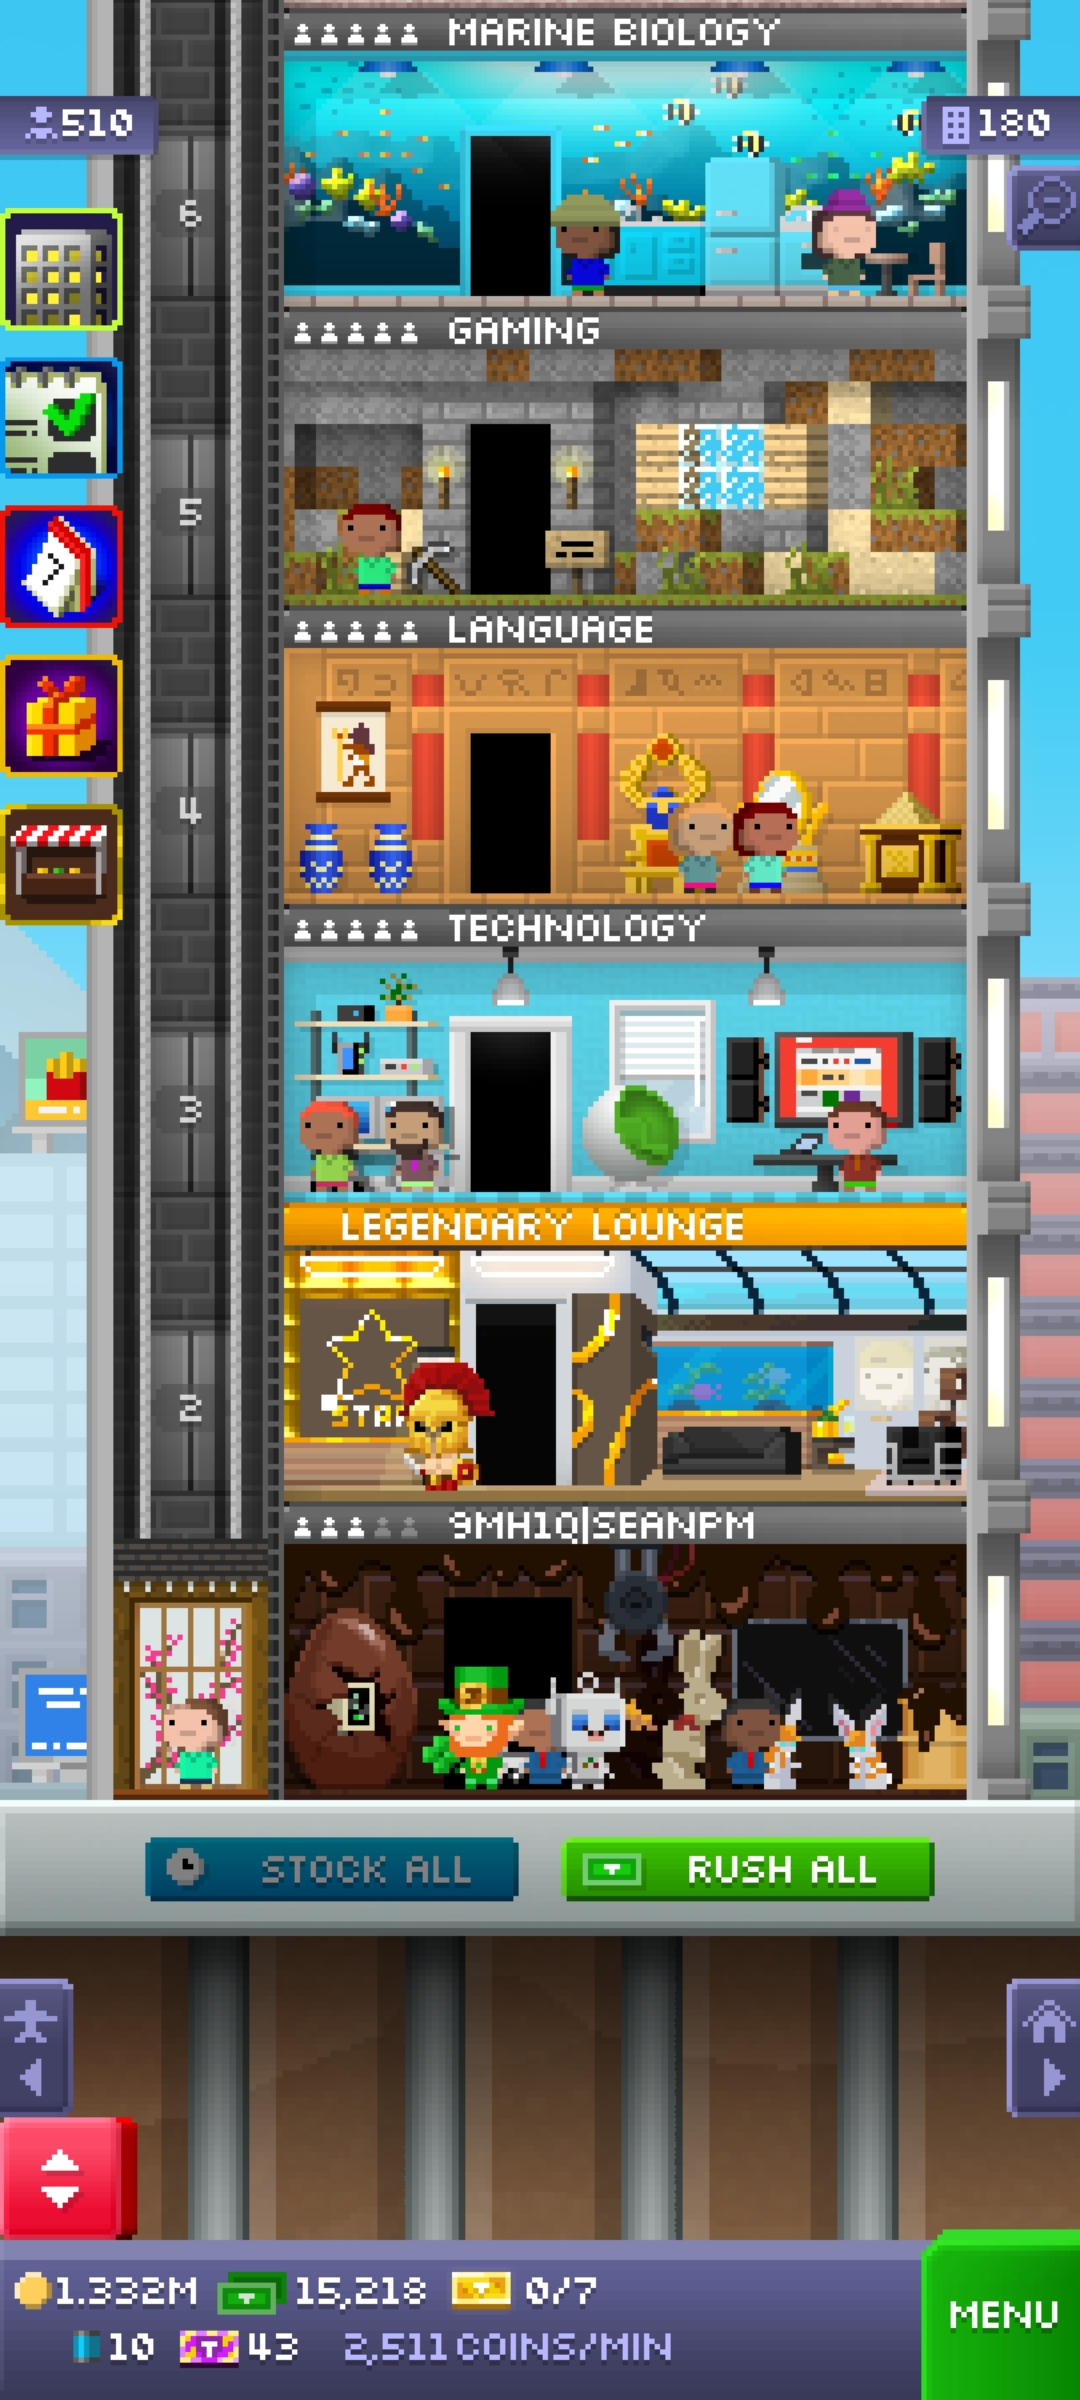 MARINE BIOLOGY
510
180
6
GAMING
5
LANGUAGE
4
TECHNOLOGY
3
LEGENDARY LOUNGE
2
9MH1Q|SEANPM
STOCK ALL
RUSH ALL
1.332M 15,218 0/7
MENU
10 43 2,511 COINS/MIN